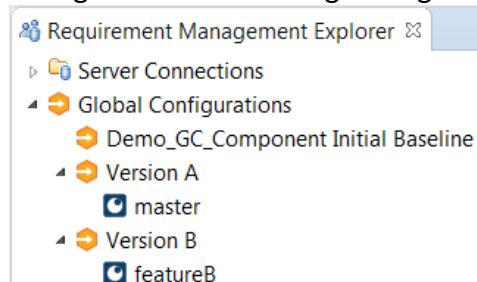 Requirement Management Explorer
Server Connections
Global Configurations
Demo_GC_Component Initial Baseline
Version A
master
Version B
featureB